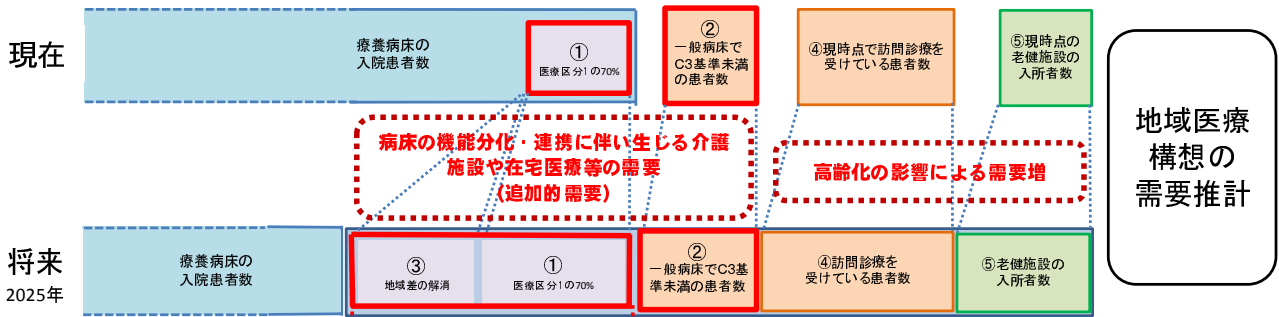 現在
療養病床の
入院患者数
①
医療区分1の70%
②
一般病床で
C3基準未満
の患者数
④現時点で訪問診療を
受けている患者数
⑤現時点の
老健施設の
入所者数
病床の機能分化・連携に伴い生じる介護
施設や在宅医療等の需要
(追加的需要)
高齢化の影響による需要増
地域医療
構想の
需要推計
将来
2025年
療養病床の
入院患者数
③
地域差の解消
①
医療区分1の70%
②
一般病床でC3基
準未満の患者数
④訪問診療を
受けている患者数
⑤老健施設の
入所者数